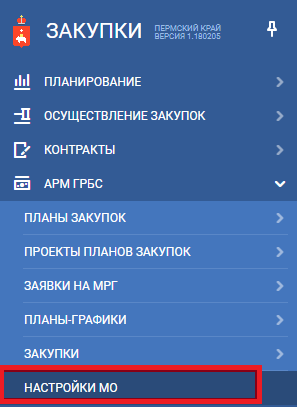 ЗАКУПКИ
ПЕРМСКИЙ КРАЙ
ВЕРСИЯ 1.180205
ПЛАНИРОВАНИЕ
ОСУЩЕСТВЛЕНИЕ ЗАКУПОК
КОНТРАКТЫ
АРМ ГРБС
ПЛАНЫ ЗАКУПОК
ПРОЕКТЫ ПЛАНОВ ЗАКУПОК
ЗАЯВКИ НА МРГ
ПЛАНЫ-ГРАФИКИ
ЗАКУПКИ
НАСТРОЙКИ МО